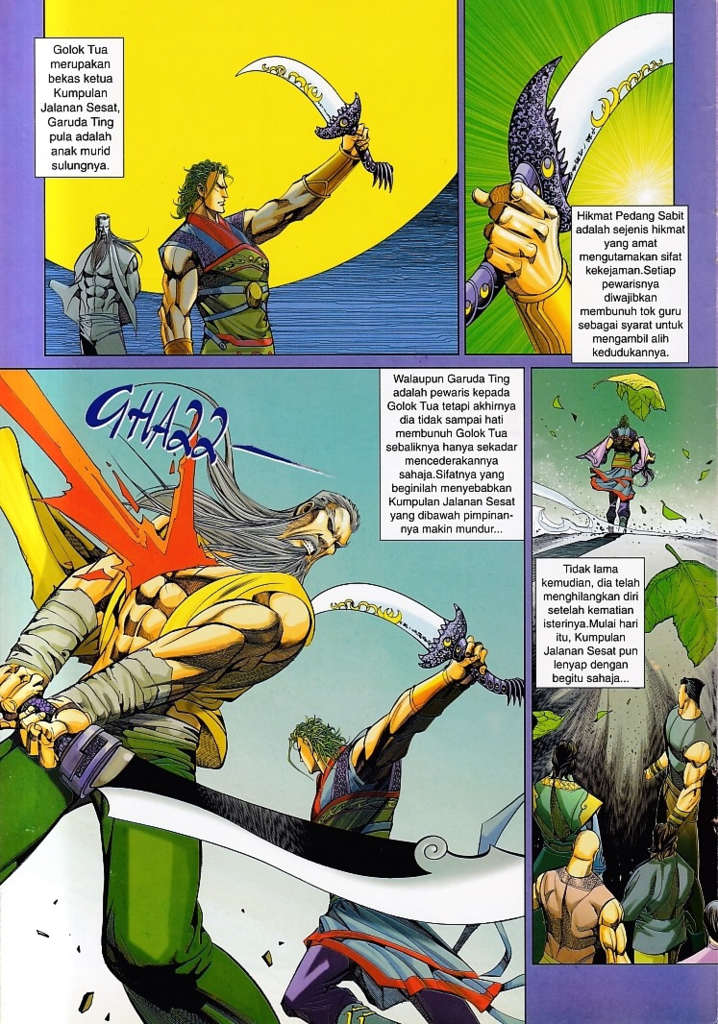 Golok Tua
merupakan
bekas ketua
Kumpulan
Jalanan Sesat,
Garuda Ting
pula adalah
anak murid
sulungnya.
Hikmat Pedang Sabit
adalah sejenis hikmat
yang amat
mengutamakan sifat
kekejaman.Setiap
pewarisnya
diwajibkan
membunuh tok guru
sebagai syarat untuk
mengambil alih
kedudukannya.
GHAZZ
Walaupun Garuda Ting
adalah pewaris kepada
Golok Tua tetapi akhirnya
dia tidak sampai hati
membunuh Golok Tua
sebaliknya hanya sekadar
mencederakannya
sahaja.Sifatnya yang
beginilah menyebabkan
Kumpulan Jalanan Sesat
yang dibawah pimpinan-
nya makin mundur...
Tidak lama
kemudian, dia telah
menghilangkan diri
setelah kematian
isterinya.Mulai hari
itu, Kumpulan
Jalanan Sesat pun
lenyap dengan
begitu sahaja...